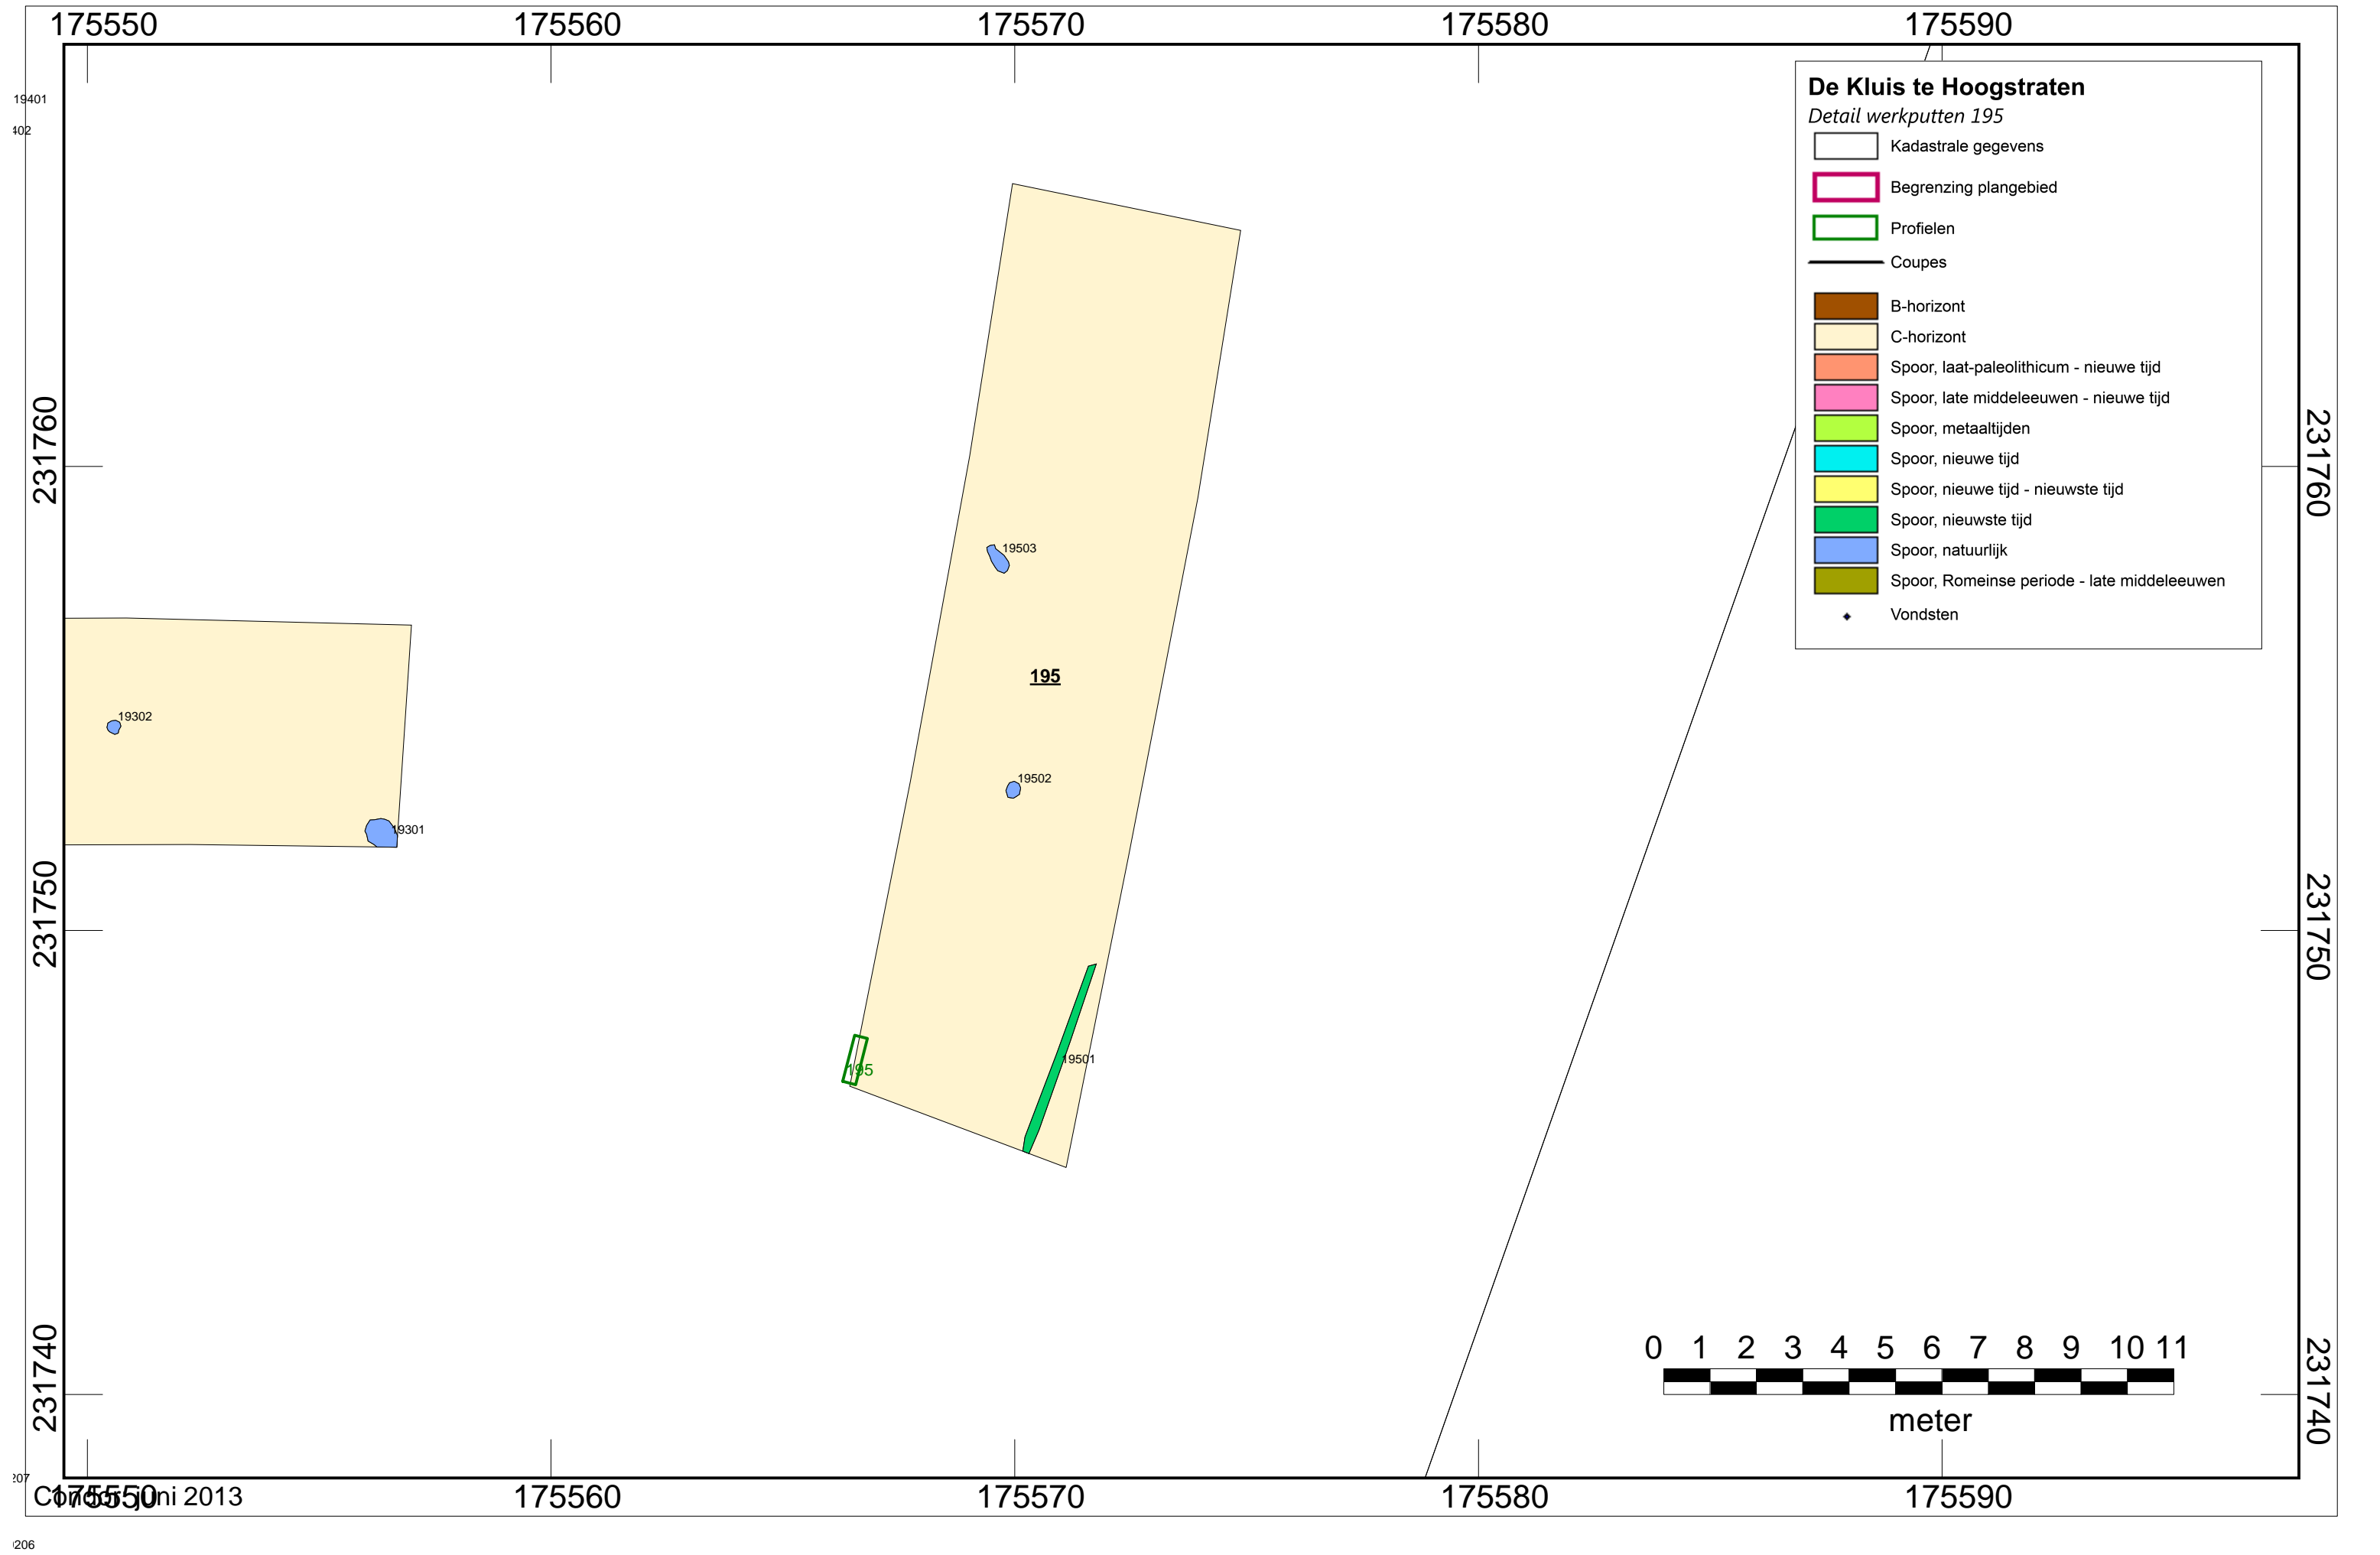 175550 175560 175570 175580 175590
19401
De Kluis te Hoogstraten
Detail werkputten 195
Kadastrale gegevens
Begrenzing plangebied
Profielen
Coupes
B-horizont
C-horizont
Spoor, laat-paleolithicum - nieuwe tijd
Spoor, late middeleeuwen - nieuwe tijd
Spoor, metaaltijden
Spoor, nieuwe tijd
Spoor, nieuwe tijd - nieuwste tijd
Spoor, nieuwste tijd
Spoor, natuurlijk
Spoor, Romeinse periode - late middeleeuwen
Vondsten
231760 231760
19503
195
19302
19502
19301
231750 231750
19501
195
0 1 2 3 4 5 6 7 8 9 10 11
meter
231740 231740
Condor, juni 2013
175550 175560 175570 175580 175590